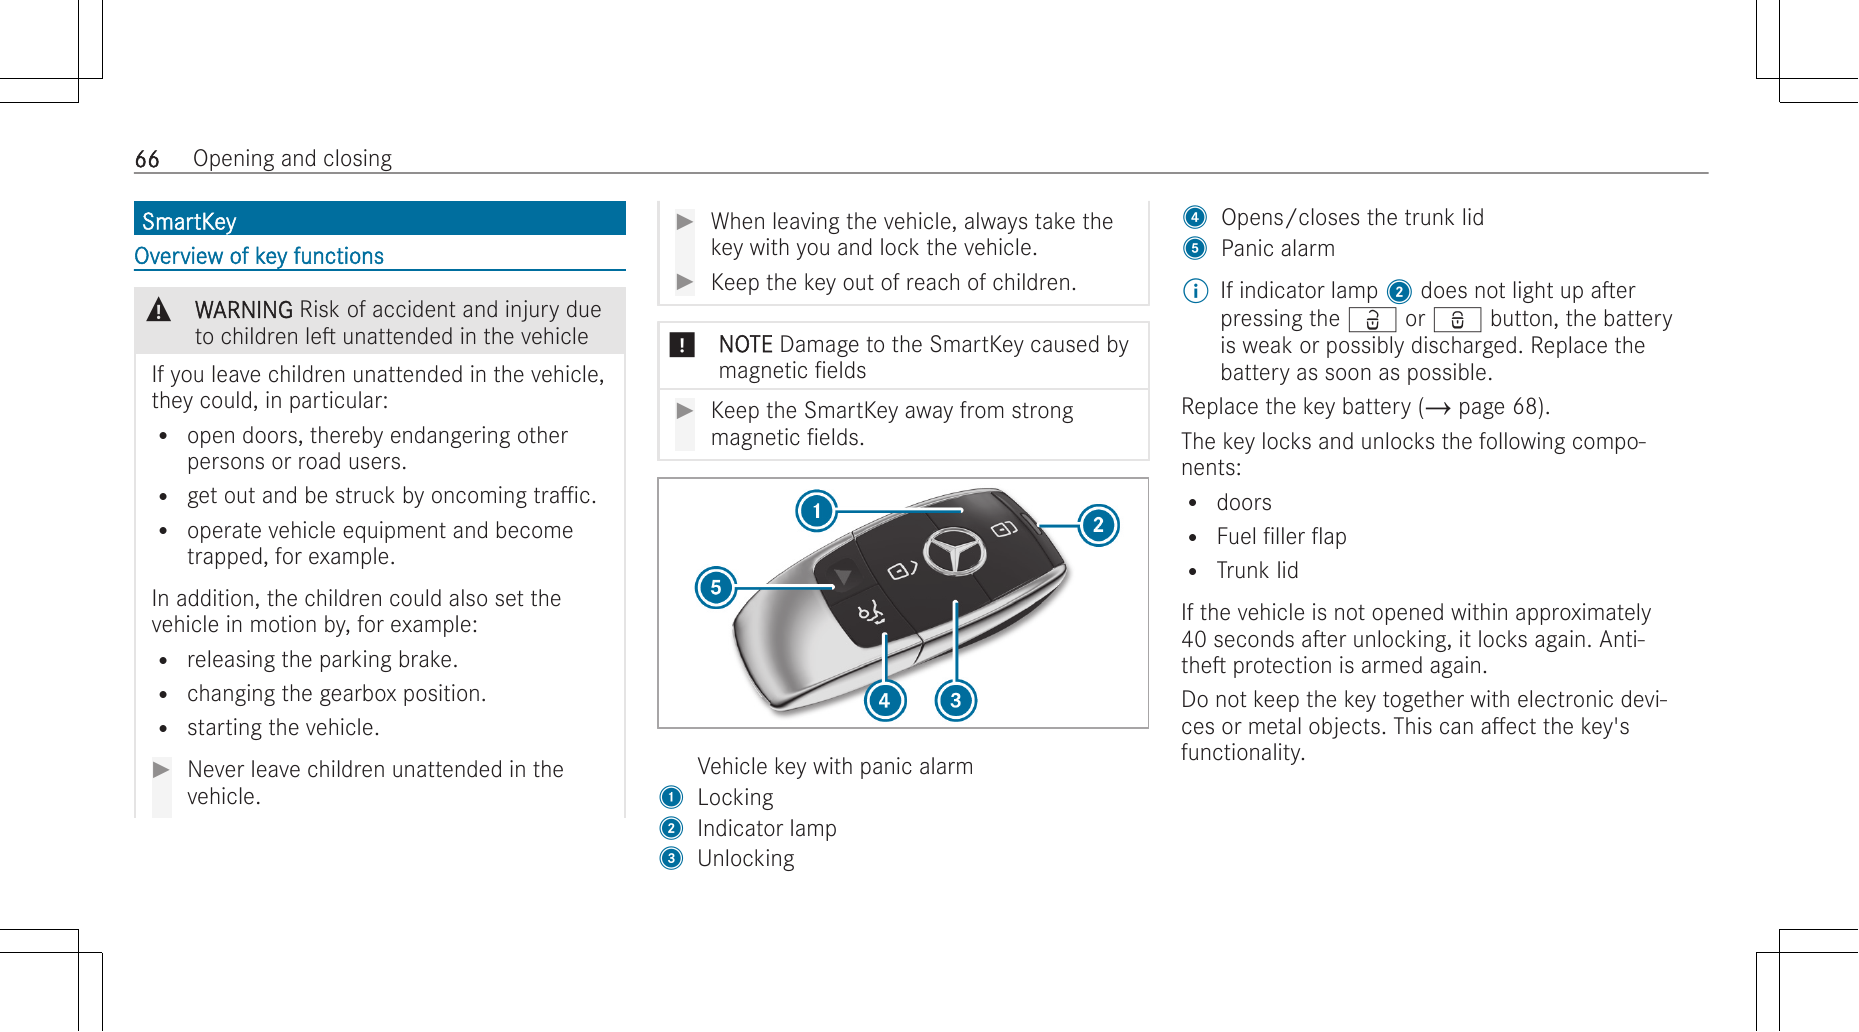 66 Opening and closing
SmartKey
Overview of key functions
WARNING Risk of accident and injury due
to children left unattended in the vehicle
If you leave children unattended in the vehicle,
they could, in particular:
• open doors, thereby endangering other
persons or road users.
• get out and be struck by oncoming traffic.
• operate vehicle equipment and become
trapped, for example.
In addition, the children could also set the
vehicle in motion by, for example:
• releasing the parking brake.
• changing the gearbox position.
• starting the vehicle.
▶ Never leave children unattended in the
vehicle.
▶ When leaving the vehicle, always take the
key with you and lock the vehicle.
▶ Keep the key out of reach of children.
! NOTE Damage to the SmartKey caused by
magnetic fields
▶ Keep the SmartKey away from strong
magnetic fields.
1
2
5
4
3
Vehicle key with panic alarm
1 Locking
2 Indicator lamp
3 Unlocking
4 Opens/closes the trunk lid
5 Panic alarm
i If indicator lamp 2 does not light up after
pressing the or button, the battery
is weak or possibly discharged. Replace the
battery as soon as possible.
Replace the key battery (→ page 68).
The key locks and unlocks the following compo-
nents:
• doors
• Fuel filler flap
• Trunk lid
If the vehicle is not opened within approximately
40 seconds after unlocking, it locks again. Anti-
theft protection is armed again.
Do not keep the key together with electronic devi-
ces or metal objects. This can affect the key's
functionality.